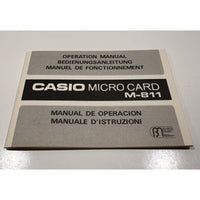 OPERATION MANUAL
BEDIENUNGSANLEITUNG
MANUEL DE FONCTIONNEMENT
CASIO MICRO CARD
M-811
MANUAL DE OPERACION
MANUALE D'ISTRUZIONI